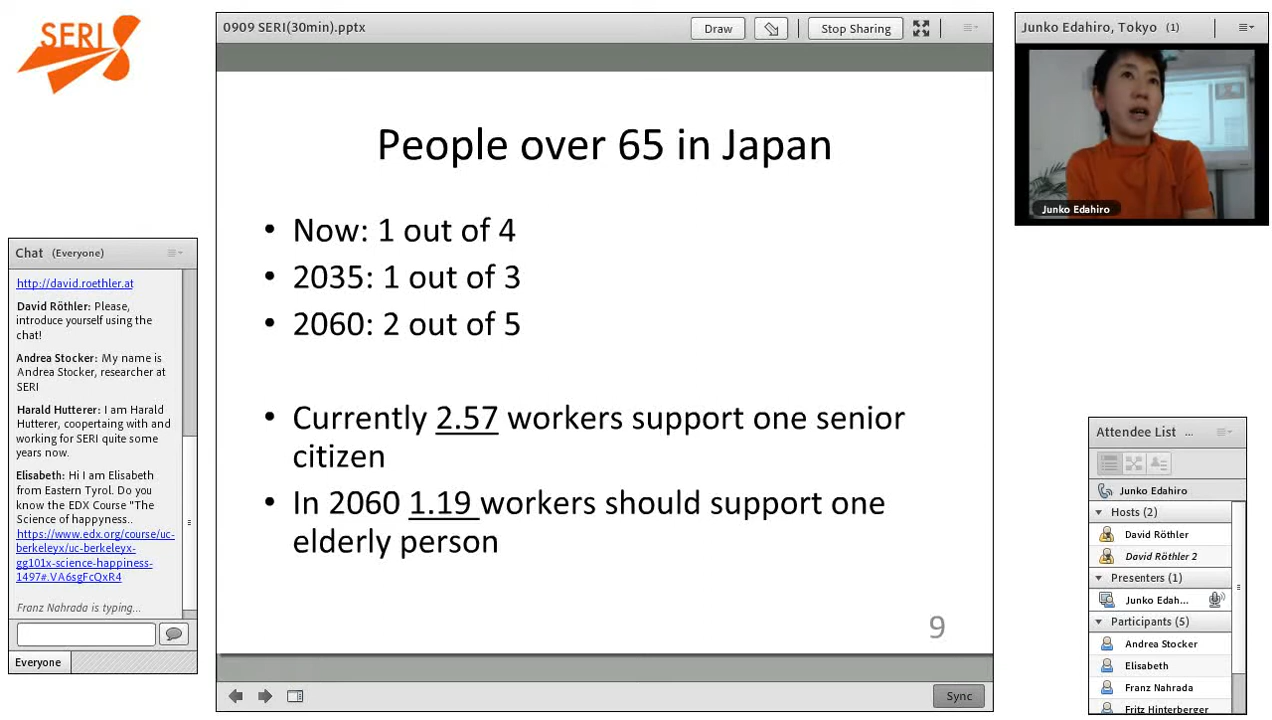 SERI
0909 SERI(30min).pptx
Draw
Stop Sharing
People over 65 in Japan
• Now: 1 out of 4
• 2035: 1 out of 3
• 2060: 2 out of 5
• Currently 2.57 workers support one senior
citizen
• In 2060 1.19 workers should support one
elderly person
9
Sync
Chat (Everyone)
http://david.roethler.at
David Röthler: Please,
introduce yourself using the
chat!
Andrea Stocker: My name is
Andrea Stocker, researcher at
SERI
Harald Hutterer: I am Harald
Hutterer, coopertaing with and
working for SERI quite some
years now.
Elisabeth: Hi I am Elisabeth
from Eastern Tyrol. Do you
know the EDX Course "The
Science of happyness..
https://www.edx.org/course/uc-
berkeleyx/uc-berkeleyx-
gg101x-science-happiness-
1497#.VA6sgFcQxR4
Franz Nahrada is typing...
Everyone
Junko Edahiro, Tokyo (1)
Junko Edahiro
Attendee List ...
Junko Edahiro
Hosts (2)
David Röthler
David Röthler 2
Presenters (1)
Junko Edah...
Participants (5)
Andrea Stocker
Elisabeth
Franz Nahrada
Fritz Hinterberger